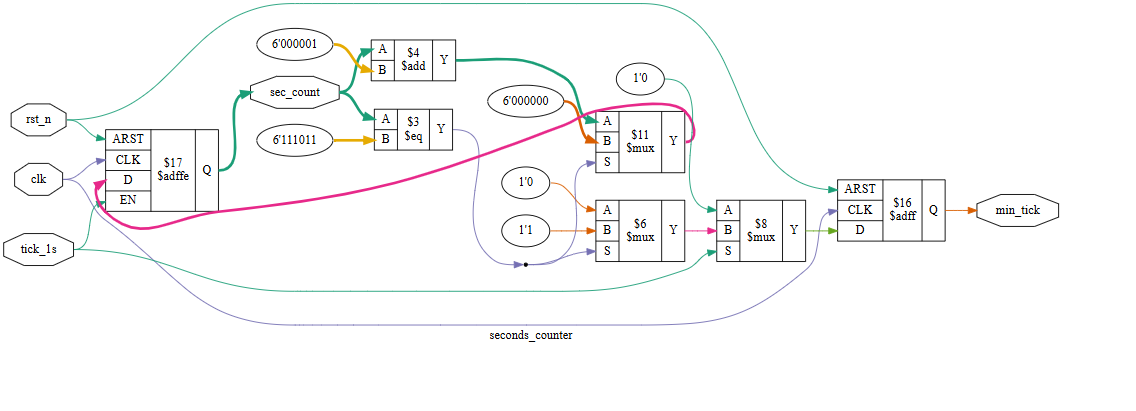 rst_n
clk
tick_1s
ARST
CLK
D
EN
$17
$adffe
Q
6'000001
sec_count
6'111011
A
B
$4
$add
Y
A
B
$3
$eq
Y
6'000000
1'0
A
B
S
$11
$mux
Y
1'0
1'1
A
B
S
$6
$mux
Y
A
B
S
$8
$mux
Y
ARST
CLK
D
$16
$adff
Q
min_tick
seconds_counter